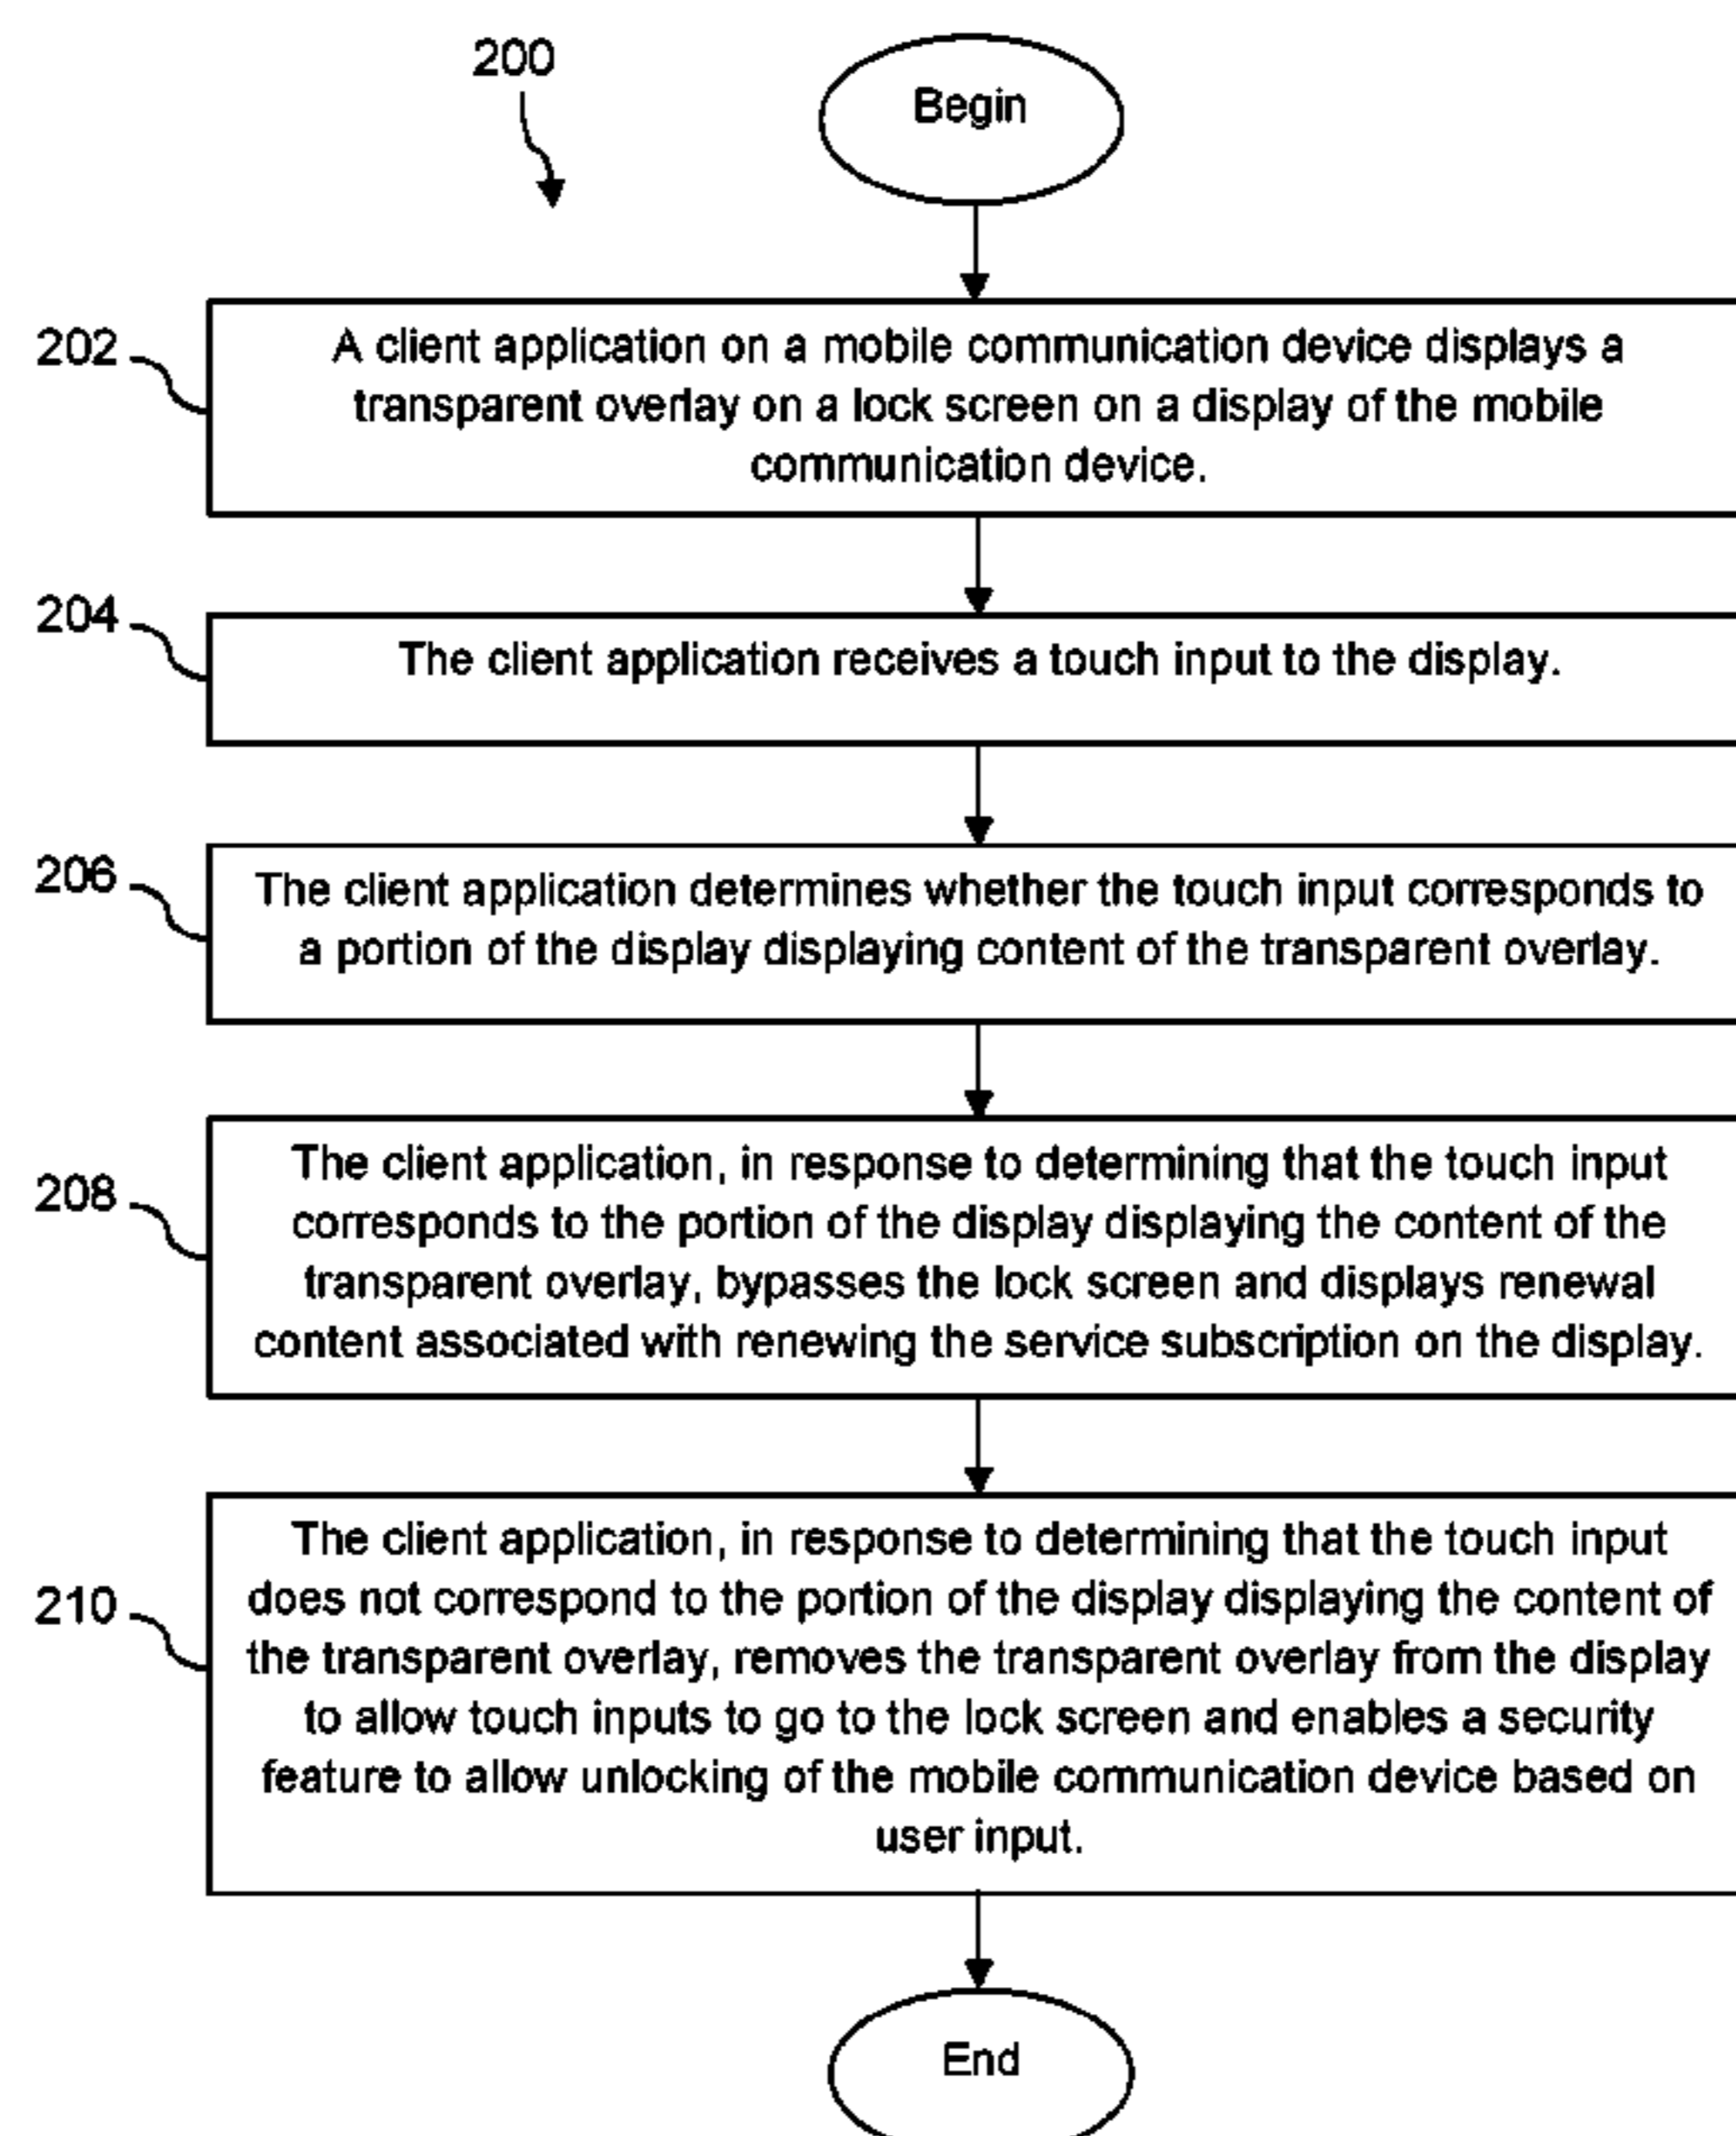 200
Begin
202
A client application on a mobile communication device displays a
transparent overlay on a lock screen on a display of the mobile
communication device.
204
The client application receives a touch input to the display.
206
The client application determines whether the touch input corresponds to
a portion of the display displaying content of the transparent overlay.
208
The client application, in response to determining that the touch input
corresponds to the portion of the display displaying the content of the
transparent overlay, bypasses the lock screen and displays renewal
content associated with renewing the service subscription on the display.
210
The client application, in response to determining that the touch input
does not correspond to the portion of the display displaying the content of
the transparent overlay, removes the transparent overlay from the display
to allow touch inputs to go to the lock screen and enables a security
feature to allow unlocking of the mobile communication device based on
user input.
End